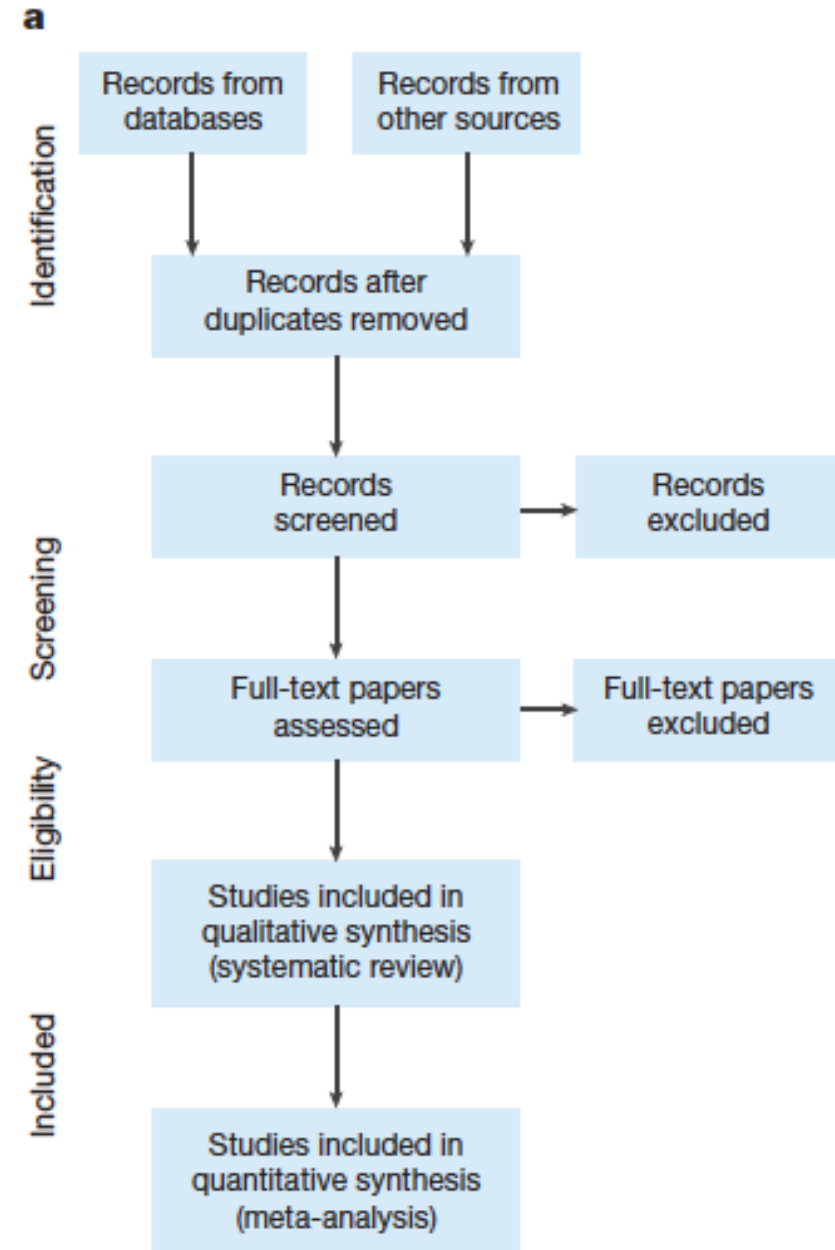 a
Records from
databases
Records from
other sources
Identification
Records after
duplicates removed
Records
screened
Records
excluded
Screening
Full-text papers
assessed
Full-text papers
excluded
Eligibility
Studies included in
qualitative synthesis
(systematic review)
Included
Studies included in
quantitative synthesis
(meta-analysis)